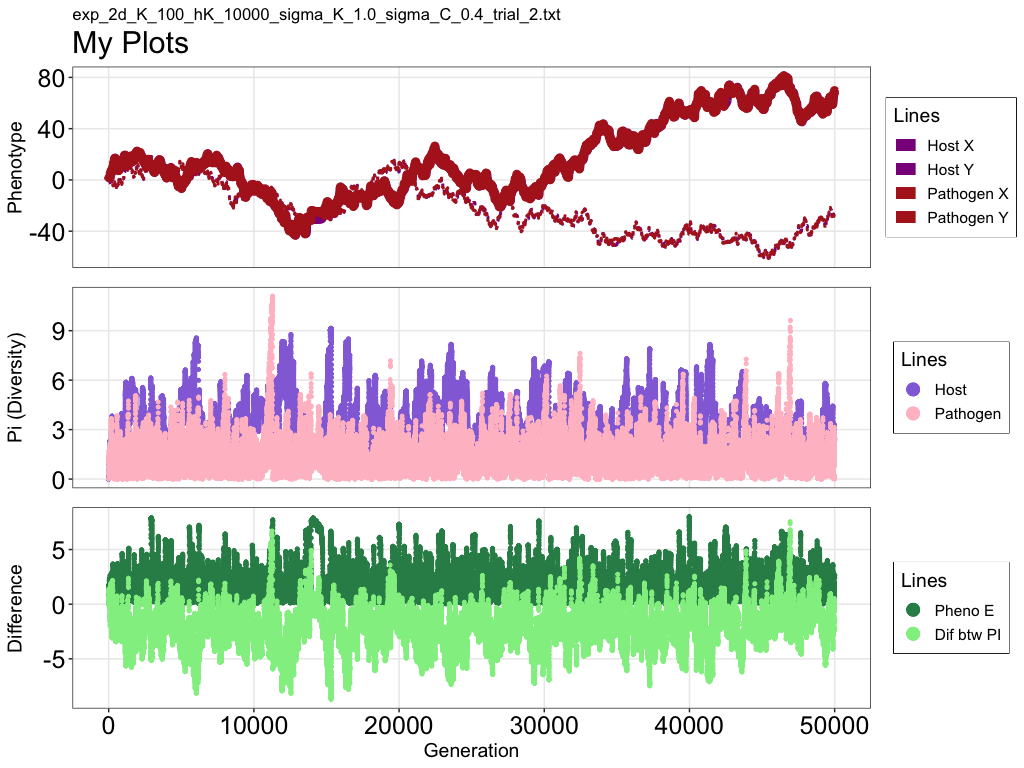 exp_2d_K_100_hK_10000_sigma_K_1.0_sigma_C_0.4_trial_2.txt
My Plots
Phenotype
80
40
0
-40
Lines
Host X
Host Y
Pathogen X
Pathogen Y
Pi (Diversity)
9
6
3
0
Lines
Host
Pathogen
Difference
5
0
-5
Lines
Pheno E
Dif btw PI
0 10000 20000 30000 40000 50000
Generation